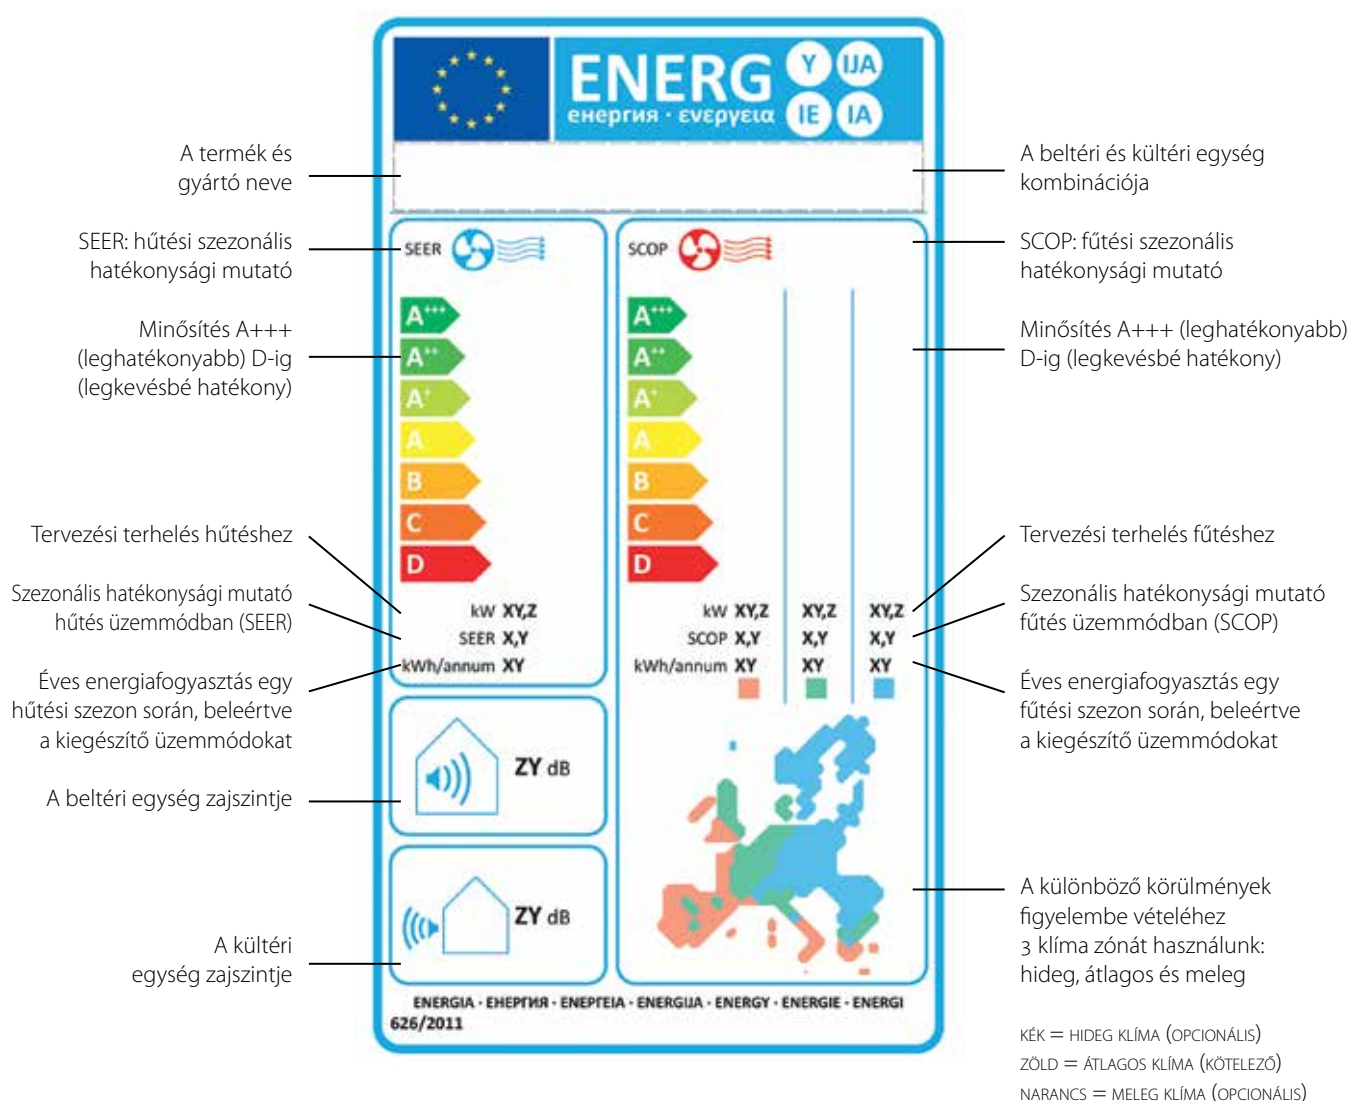 ENERG Y IJA
енергия · ενεργεια IE IA
A termék és
gyártó neve
A beltéri és kültéri egység
kombinációja
SEER: hűtési szezonális
hatékonysági mutató
SEER
SCOP
SCOP: fűtési szezonális
hatékonysági mutató
Minősítés A+++
(leghatékonyabb) D-ig
(legkevésbé hatékony)
A+++
A++
A+
A
B
C
D
A+++
A++
A+
A
B
C
D
Minősítés A+++ (leghatékonyabb)
D-ig (legkevésbé hatékony)
Tervezési terhelés hűtéshez
Szezonális hatékonysági mutató
hűtés üzemmódban (SEER)
Éves energiafogyasztás egy
hűtési szezon során, beleértve
a kiegészítő üzemmódokat
kW XY,Z
SEER X,Y
kWh/annum XY
kW XY,Z XY,Z XY,Z
SCOP X,Y X,Y X,Y
kWh/annum XY XY XY
Tervezési terhelés fűtéshez
Szezonális hatékonysági mutató
fűtés üzemmódban (SCOP)
Éves energiafogyasztás egy
fűtési szezon során, beleértve
a kiegészítő üzemmódokat
A beltéri egység zajszintje
ZY dB
A kültéri
egység zajszintje
ZY dB
A különböző körülmények
figyelembe vételéhez
3 klíma zónát használunk:
hideg, átlagos és meleg
ENERGIA · ЕНЕРГИЯ · ΕΝΕΡΓΕΙΑ · ENERGIJA · ENERGY · ENERGIE · ENERGI
626/2011
KÉK = HIDEG KLÍMA (OPCIONÁLIS)
ZÖLD = ÁTLAGOS KLÍMA (KÖTELEZŐ)
NARANCS = MELEG KLÍMA (OPCIONÁLIS)